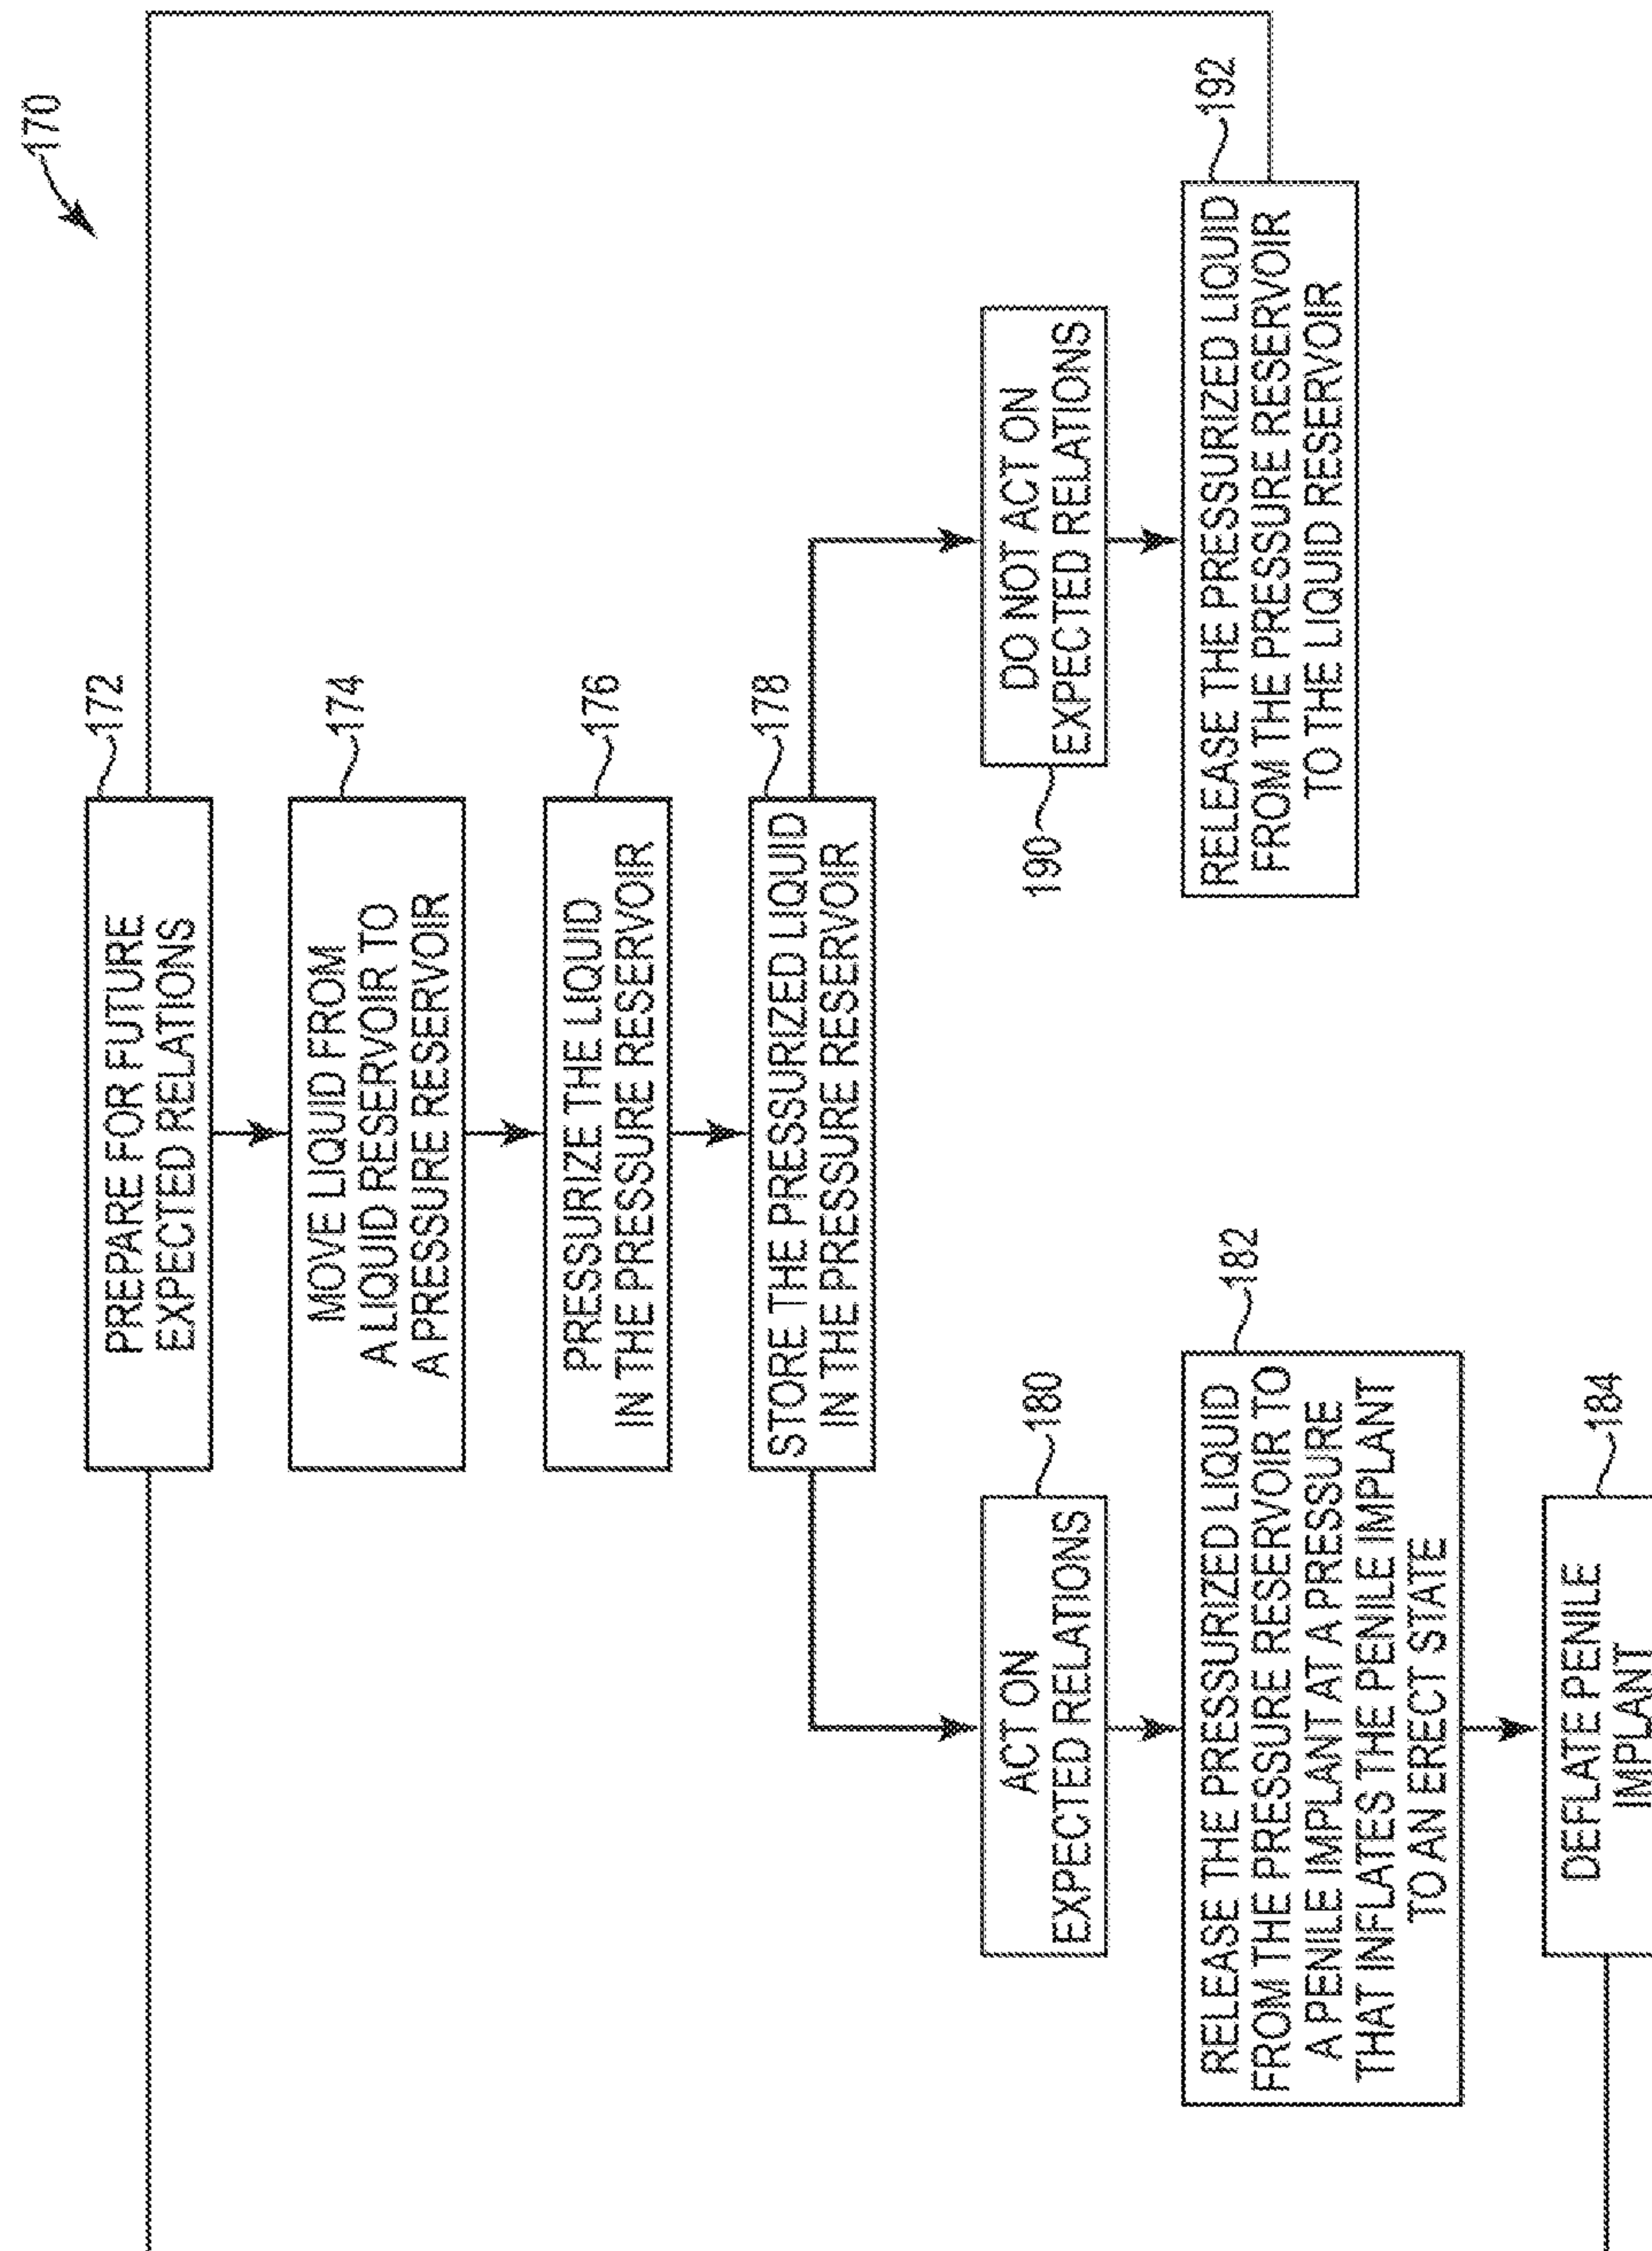 170
172
PREPARE FOR FUTURE
EXPECTED RELATIONS
174
MOVE LIQUID FROM
A LIQUID RESERVOIR TO
A PRESSURE RESERVOIR
176
PRESSURIZE THE LIQUID
IN THE PRESSURE RESERVOIR
178
STORE THE PRESSURIZED LIQUID
IN THE PRESSURE RESERVOIR
180
ACT ON
EXPECTED RELATIONS
182
RELEASE THE PRESSURIZED LIQUID
FROM THE PRESSURE RESERVOIR TO
A PENILE IMPLANT AT A PRESSURE
THAT INFLATES THE PENILE IMPLANT
TO AN ERECT STATE
184
DEFLATE PENILE
IMPLANT
190
DO NOT ACT ON
EXPECTED RELATIONS
192
RELEASE THE PRESSURIZED LIQUID
FROM THE PRESSURE RESERVOIR
TO THE LIQUID RESERVOIR